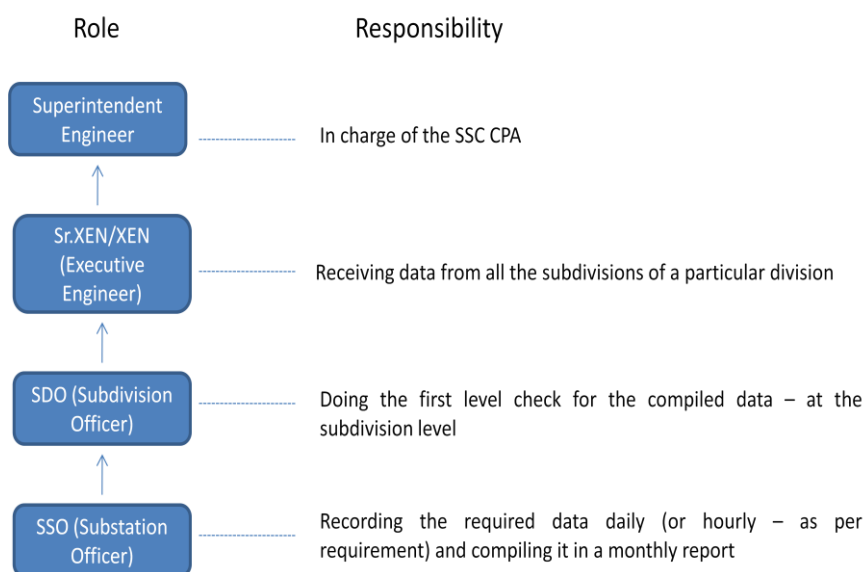 Role
Responsibility
Superintendent
Engineer
In charge of the SSC CPA
Sr.XEN/XEN
(Executive
Engineer)
Receiving data from all the subdivisions of a particular division
SDO (Subdivision
Officer)
Doing the first level check for the compiled data – at the
subdivision level
SSO (Substation
Officer)
Recording the required data daily (or hourly – as per
requirement) and compiling it in a monthly report